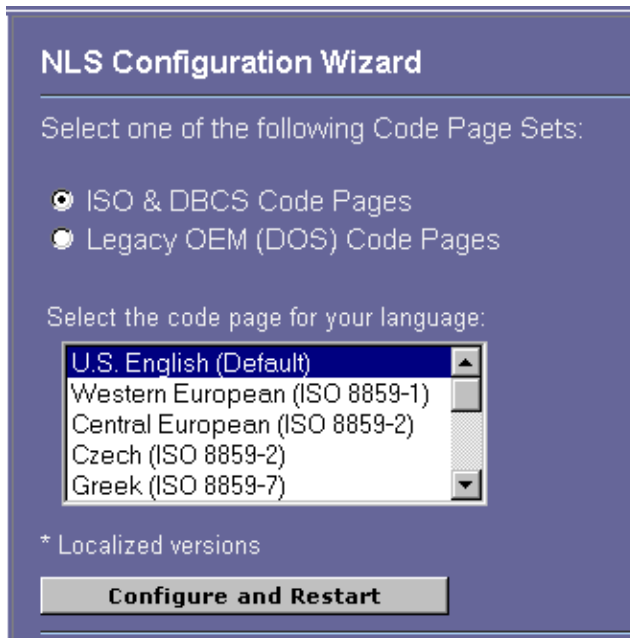 NLS Configuration Wizard
Select one of the following Code Page Sets:
ISO & DBCS Code Pages
Legacy OEM (DOS) Code Pages
Select the code page for your language:
U.S. English (Default)
Western European (ISO 8859-1)
Central European (ISO 8859-2)
Czech (ISO 8859-2)
Greek (ISO 8859-7)
* Localized versions
Configure and Restart